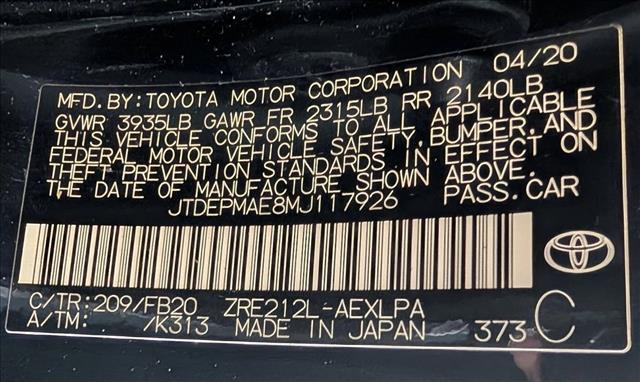 MFD.BY:TOYOTA MOTOR CORPORATION 04/20
GVWR 3935LB GAWR FR 2315LB RR 2140LB
THIS VEHICLE CONFORMS TO ALL APPLICABLE
FEDERAL MOTOR VEHICLE SAFETY,BUMPER,AND
THEFT PREVENTION STANDARDS IN EFFECT ON
THE DATE OF MANUFACTURE SHOWN ABOVE.
JTDEPMAE8MJ117926 PASS.CAR
C/TR:209/FB20 ZRE212L-AEXLPA
A/TM: /K313 MADE IN JAPAN 373 C